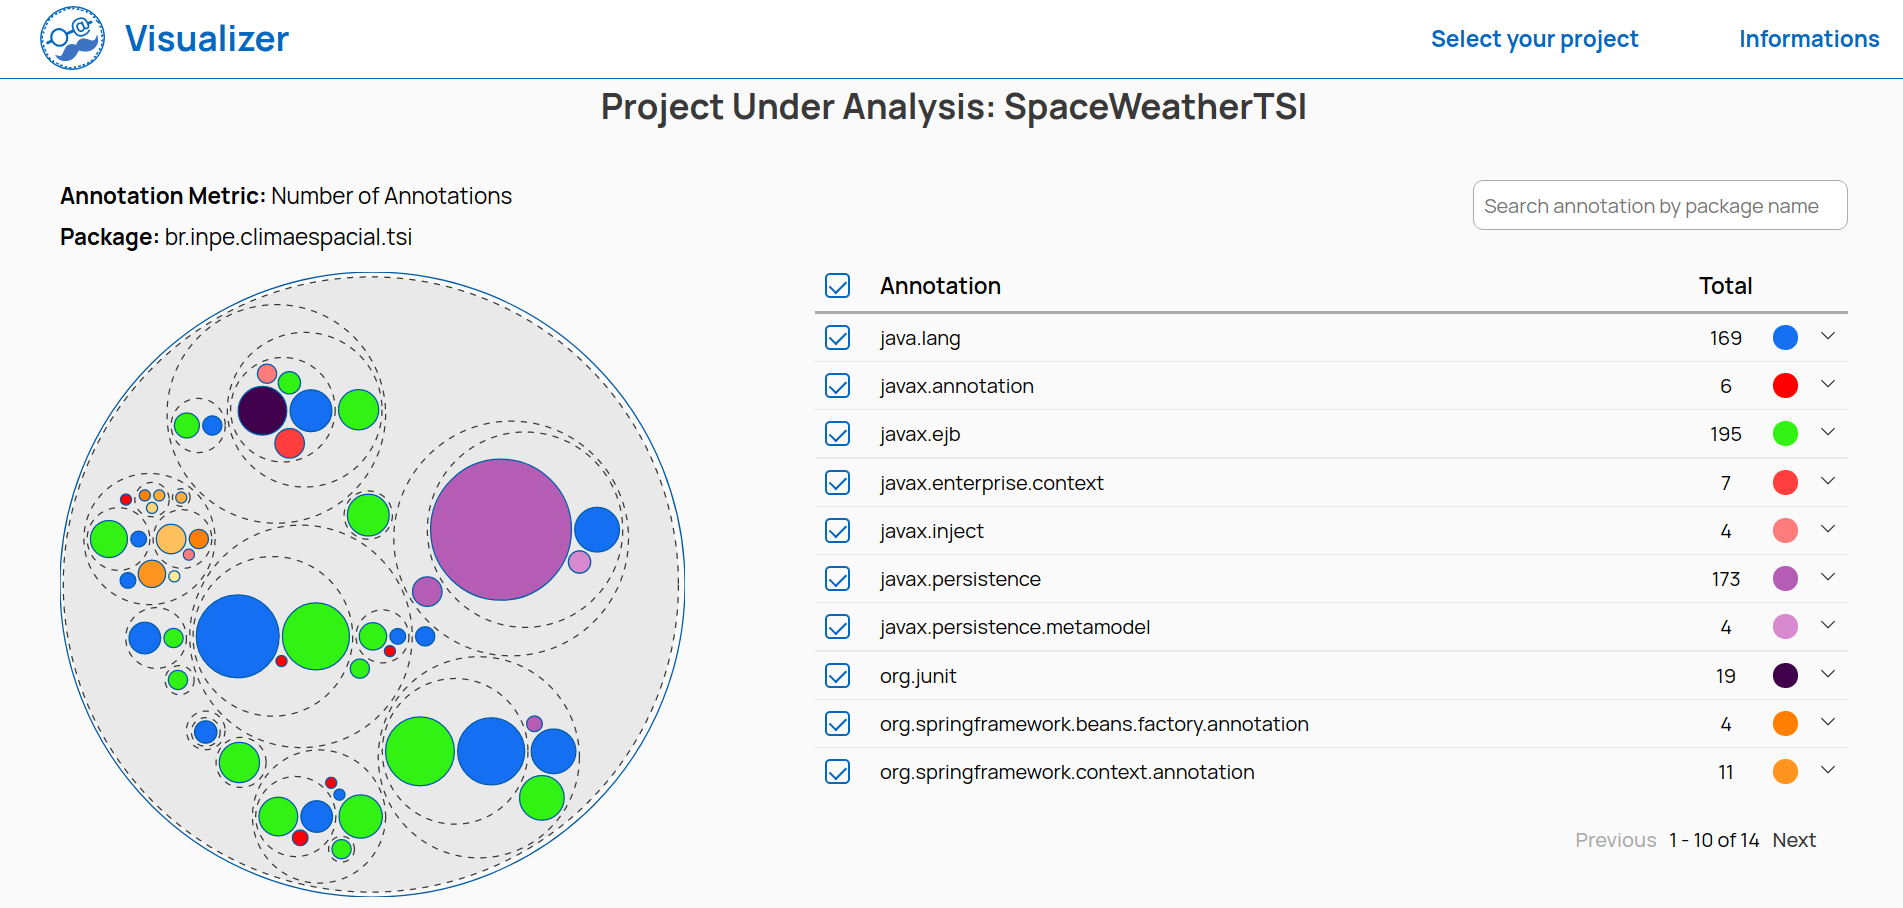 Visualizer
Select your project
Informations
Project Under Analysis: SpaceWeatherTSI
Annotation Metric: Number of Annotations
Package: br.inpe.climaespacial.tsi
Search annotation by package name
Annotation Total
java.lang 169
javax.annotation 6
javax.ejb 195
javax.enterprise.context 7
javax.inject 4
javax.persistence 173
javax.persistence.metamodel 4
org.junit 19
org.springframework.beans.factory.annotation 4
org.springframework.context.annotation 11
Previous 1 - 10 of 14 Next